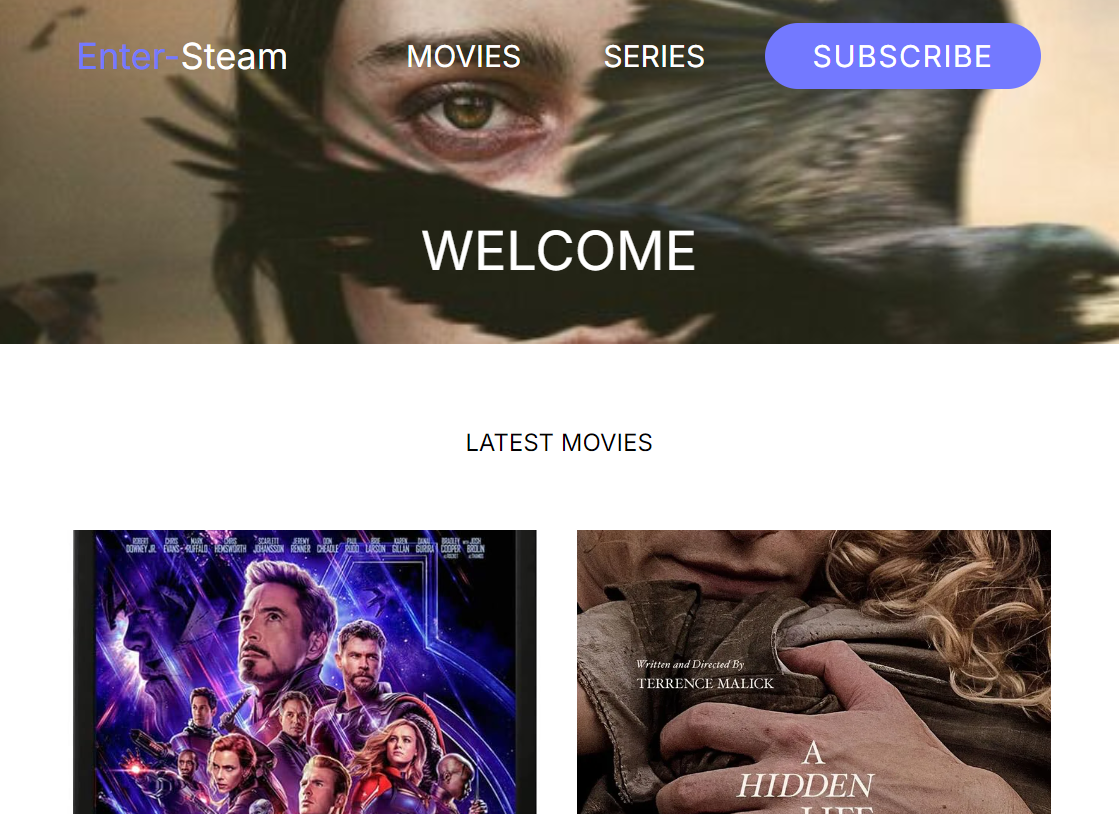 Enter-Steam
MOVIES
SERIES
SUBSCRIBE
WELCOME
LATEST MOVIES
ROBERT DOWNEY JR. CHRIS EVANS MARK RUFFALO CHRIS HEMSWORTH SCARLETT JOHANSSON JEREMY RENNER DON CHEADLE PAUL RUDD BRIE LARSON KAREN GILLAN DANAI GURIRA BRADLEY COOPER JOSH BROLIN
Written and Directed By
TERRENCE MALICK
A
HIDDEN
LIFE